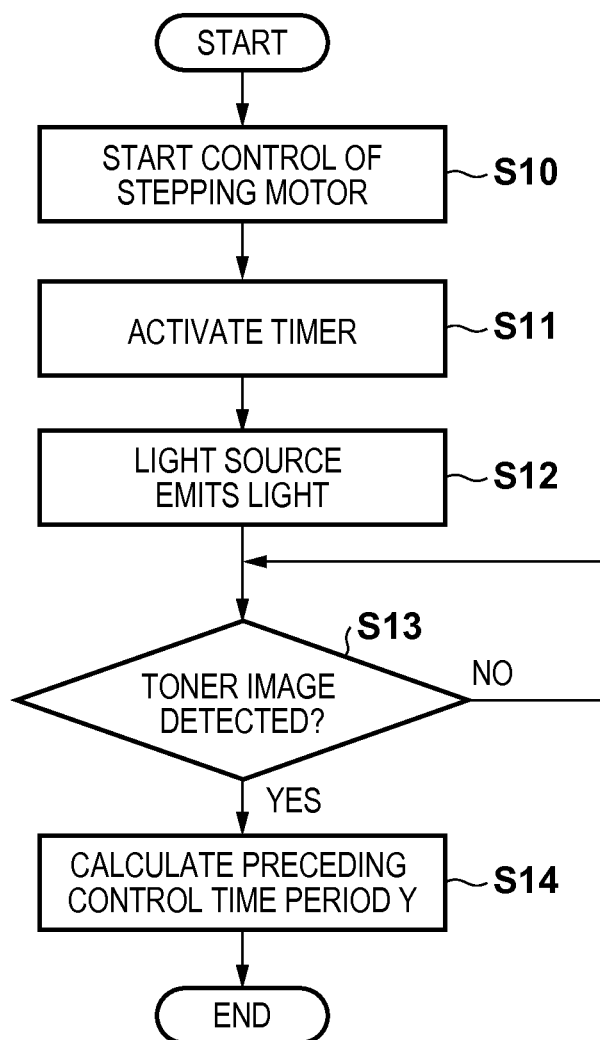 START
START CONTROL OF
STEPPING MOTOR
S10
ACTIVATE TIMER
S11
LIGHT SOURCE
EMITS LIGHT
S12
S13
TONER IMAGE
DETECTED?
NO
YES
CALCULATE PRECEDING
CONTROL TIME PERIOD Y
S14
END